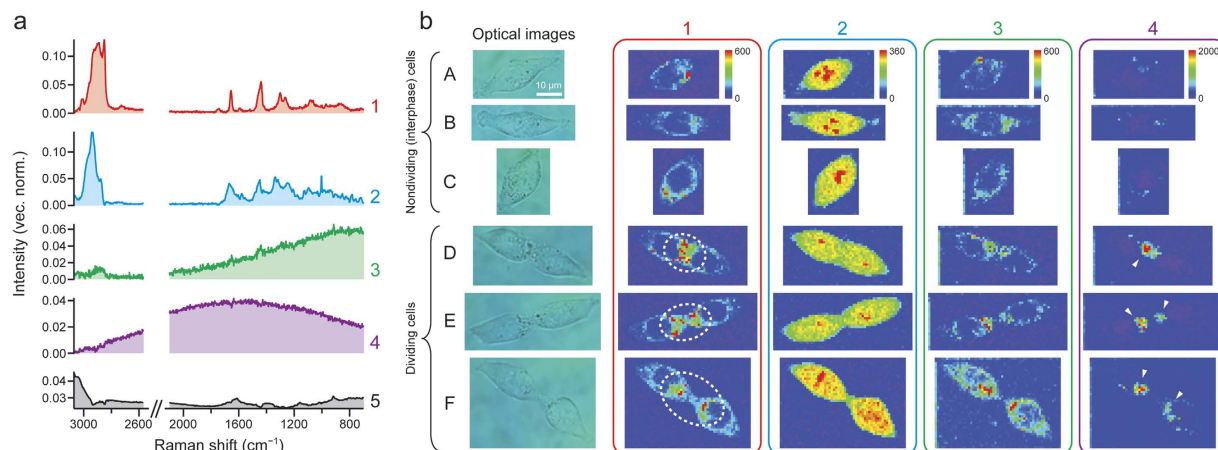 a
Intensity (vec. norm.)
0.10
0.05
0.00
1
0.10
0.05
0.00
2
0.06
0.04
0.02
0.00
3
0.04
0.02
0.00
4
0.04
0.03
5
3000 2600 2000 1600 1200 800
Raman shift (cm⁻¹)
b
Optical images 1 2 3 4
Nondividing (interphase) cells
Dividing cells
A
10 µm
600
0
360
0
600
0
2000
0
B
C
D
E
F